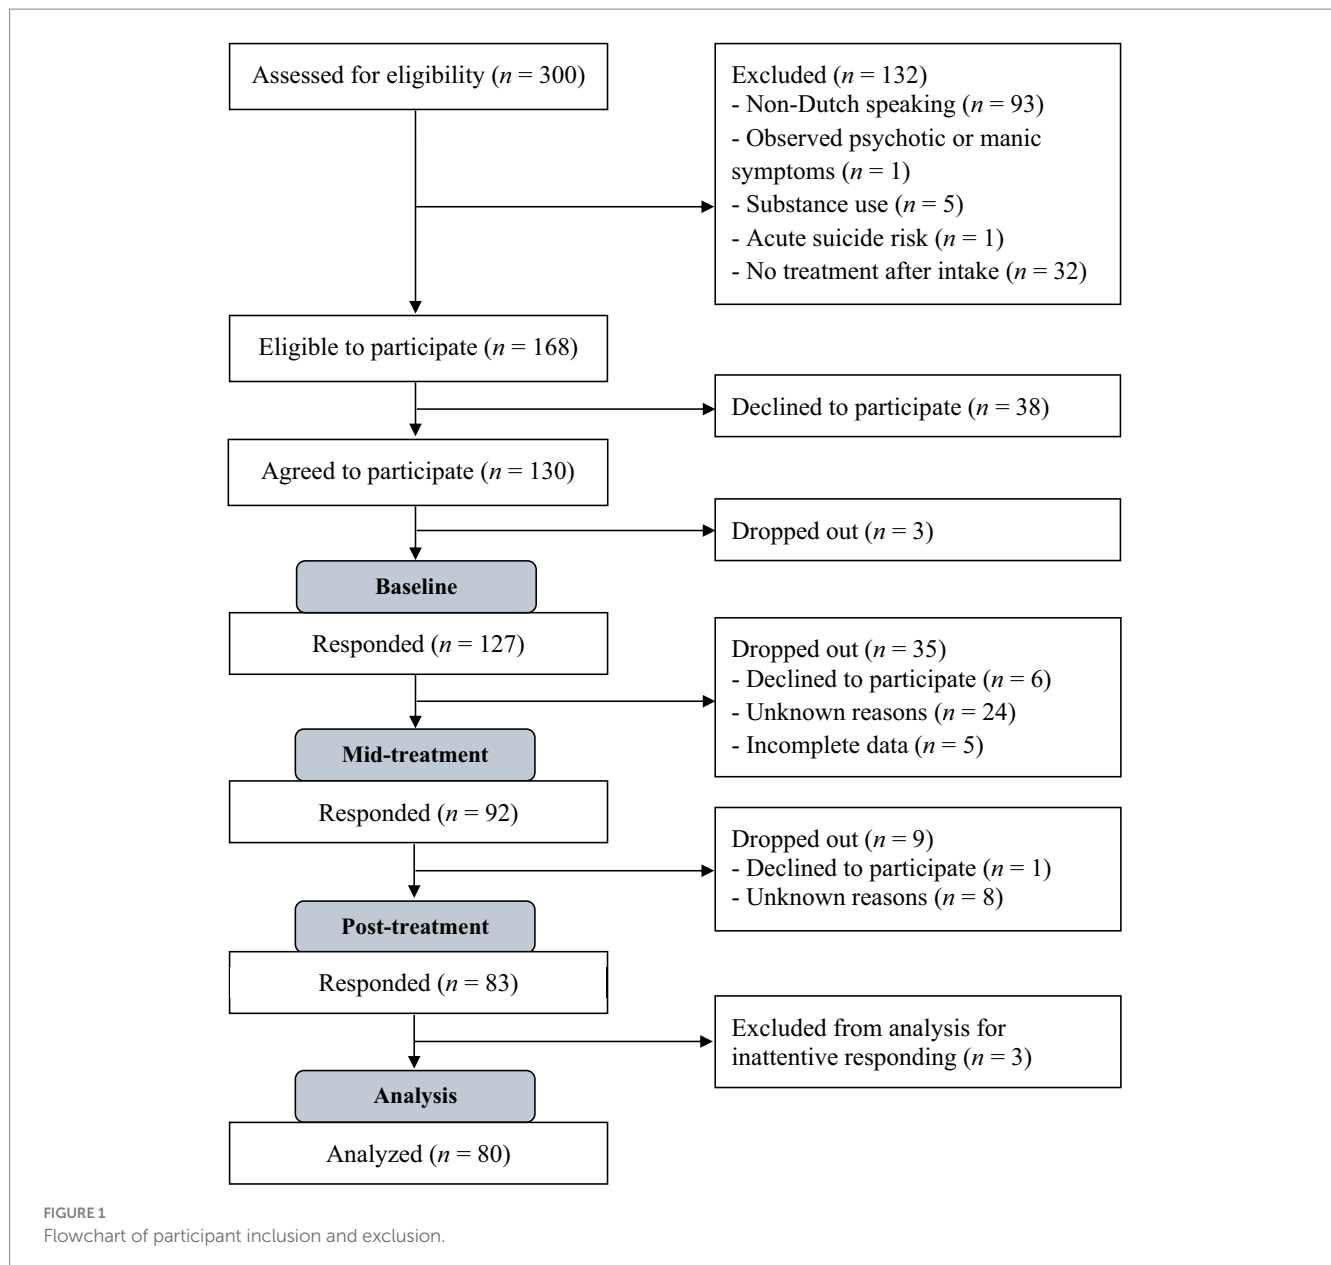 Assessed for eligibility (n = 300)
Excluded (n = 132)
- Non-Dutch speaking (n = 93)
- Observed psychotic or manic
symptoms (n = 1)
- Substance use (n = 5)
- Acute suicide risk (n = 1)
- No treatment after intake (n = 32)
Eligible to participate (n = 168)
Declined to participate (n = 38)
Agreed to participate (n = 130)
Dropped out (n = 3)
Baseline
Responded (n = 127)
Dropped out (n = 35)
- Declined to participate (n = 6)
- Unknown reasons (n = 24)
- Incomplete data (n = 5)
Mid-treatment
Responded (n = 92)
Dropped out (n = 9)
- Declined to participate (n = 1)
- Unknown reasons (n = 8)
Post-treatment
Responded (n = 83)
Excluded from analysis for
inattentive responding (n = 3)
Analysis
Analyzed (n = 80)
FIGURE 1
Flowchart of participant inclusion and exclusion.